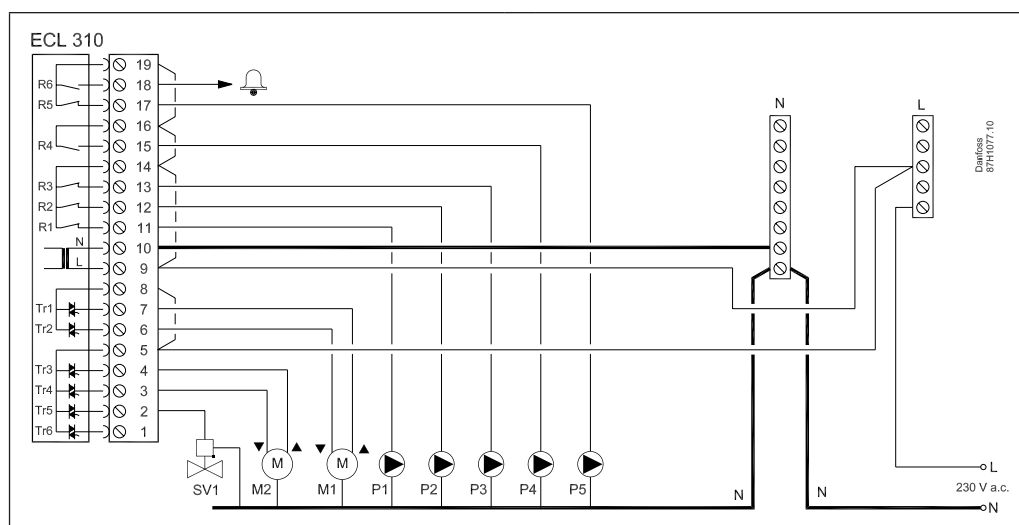 ECL 310
19
R6 18
R5 17
16
R4 15
14
R3 13
R2 12
R1 11
N 10
L 9
8
Tr1 7
Tr2 6
5
Tr3 4
Tr4 3
Tr5 2
Tr6 1
N
L
Danfoss
87H1077.10
M M
SV1 M2 M1 P1 P2 P3 P4 P5
N N
L
230 V a.c.
N